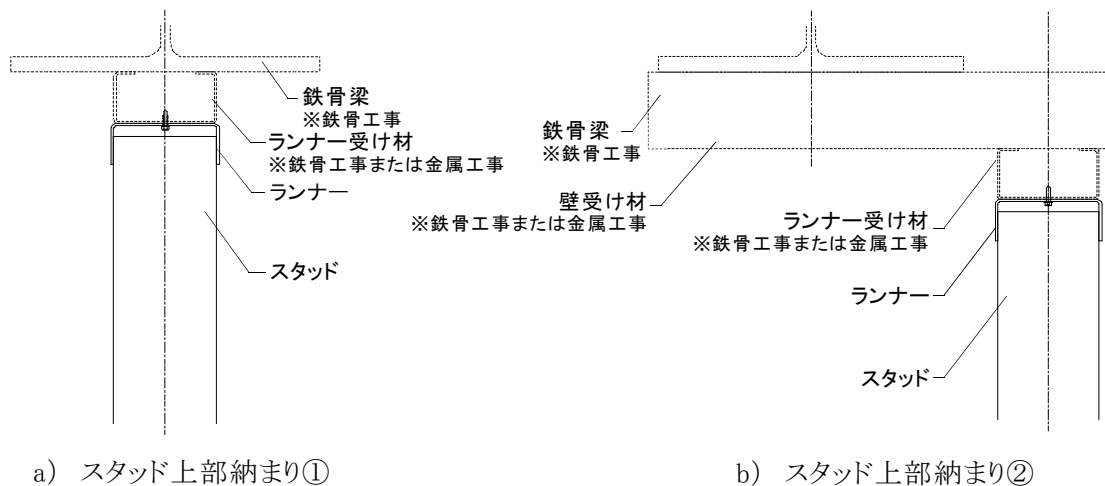 鉄骨梁
※鉄骨工事
ランナー受け材
※鉄骨工事または金属工事
ランナー
スタッド
a) スタッド上部納まり①
鉄骨梁
※鉄骨工事
壁受け材
※鉄骨工事または金属工事
ランナー受け材
※鉄骨工事または金属工事
ランナー
スタッド
b) スタッド上部納まり②